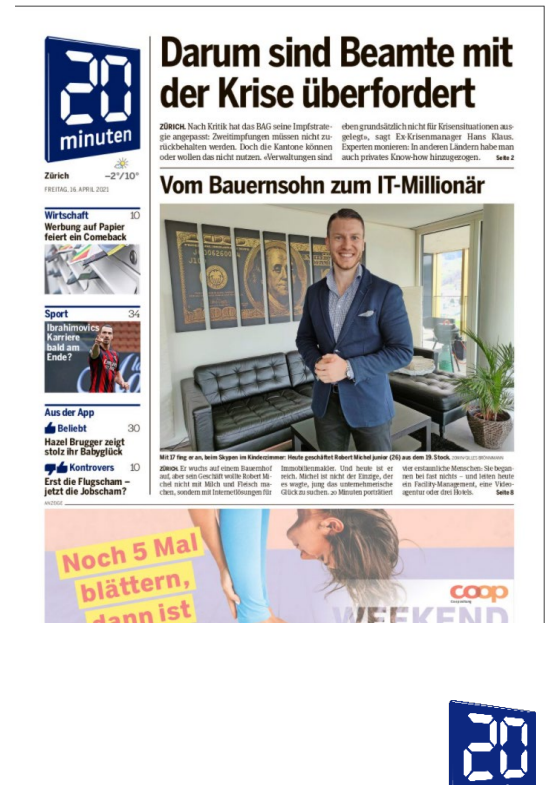 20
minuten
Zürich –2°/10°
FREITAG, 16. APRIL 2021
Darum sind Beamte mit
der Krise überfordert
ZÜRICH. Nach Kritik hat das BAG seine Impfstrate-
gie angepasst: Zweitimpfungen müssen nicht zu-
rückbehalten werden. Doch die Kantone können
oder wollen das nicht nutzen. «Verwaltungen sind
eben grundsätzlich nicht für Krisensituationen aus-
gelegt», sagt Ex-Krisenmanager Hans Klaus.
Experten monieren: In anderen Ländern habe man
auch privates Know-how hinzugezogen. Seite 2
Wirtschaft 10
Werbung auf Papier
feiert ein Comeback
Sport 34
Ibrahimovics
Karriere
bald am
Ende?
Aus der App
Beliebt 30
Hazel Brugger zeigt
stolz ihr Babyglück
Kontrovers 10
Erst die Flugscham –
jetzt die Jobscham?
ANZEIGE
Vom Bauernsohn zum IT-Millionär
Mit 17 fing er an, beim Skypen im Kinderzimmer: Heute geschäftet Robert Michel junior (26) aus dem 19. Stock.
ZÜRICH. Er wuchs auf einem Bauernhof
auf, aber sein Geschäft wollte Robert Mi-
chel nicht mit Milch und Fleisch ma-
chen, sondern mit Internetlösungen für
Immobilienmakler. Und heute ist er
reich. Michel ist nicht der Einzige, der
es wagte, jung das unternehmerische
Glück zu suchen. 20 Minuten porträtiert
vier erstaunliche Menschen: Sie began-
nen bei fast nichts – und leiten heute
ein Facility-Management, eine Video-
agentur oder drei Hotels. Seite 8
Noch 5 Mal
blättern,
dann ist
coop
WEEKEND
20